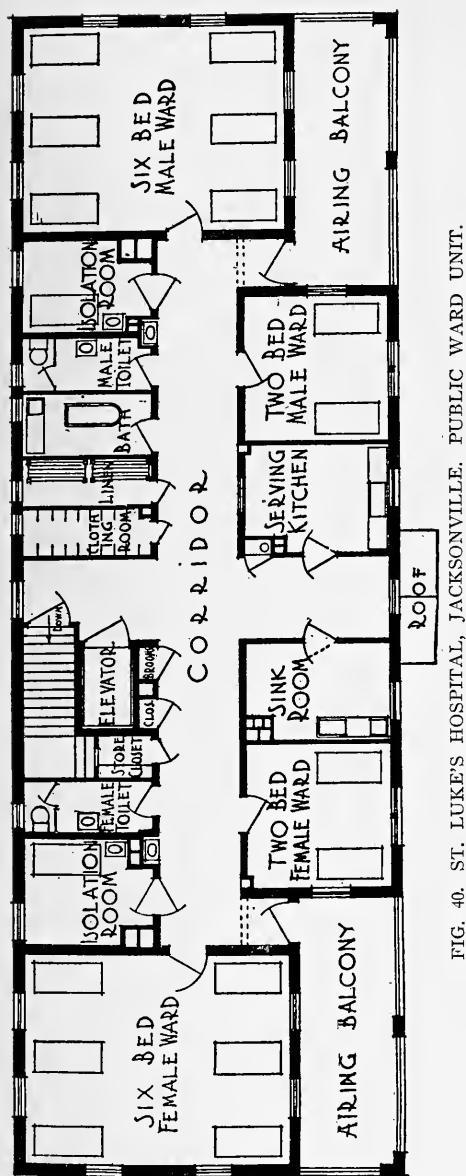 SIX BED
MALE WARD
AIRING BALCONY
ISOLATION
ROOM
MALE
TOILET
BATH
LINEN
CLOTH
ING
ROOM
TWO BED
MALE WARD
SERVING
KITCHEN
CORRIDOR
ROOF
DOWN
ELEVATOR
BROOM
CLOS.
STORE
CLOSET
FEMALE
TOILET
ISOLATION
ROOM
SINK
ROOM
TWO BED
FEMALE WARD
SIX BED
FEMALE WARD
AIRING BALCONY
FIG. 40. ST. LUKE'S HOSPITAL, JACKSONVILLE. PUBLIC WARD UNIT.